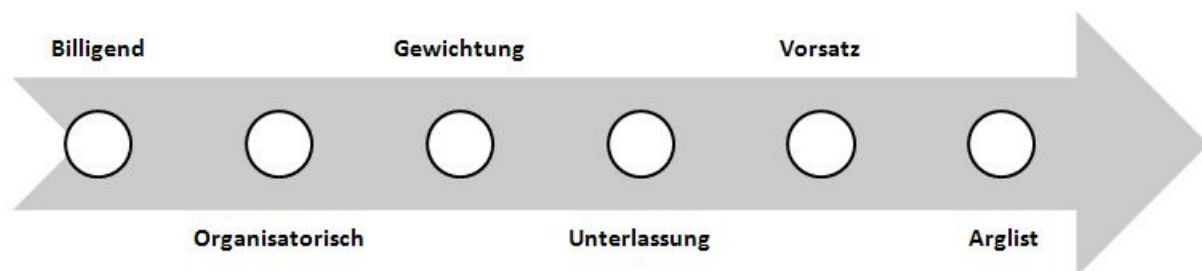 Billigend
Organisatorisch
Gewichtung
Unterlassung
Vorsatz
Arglist